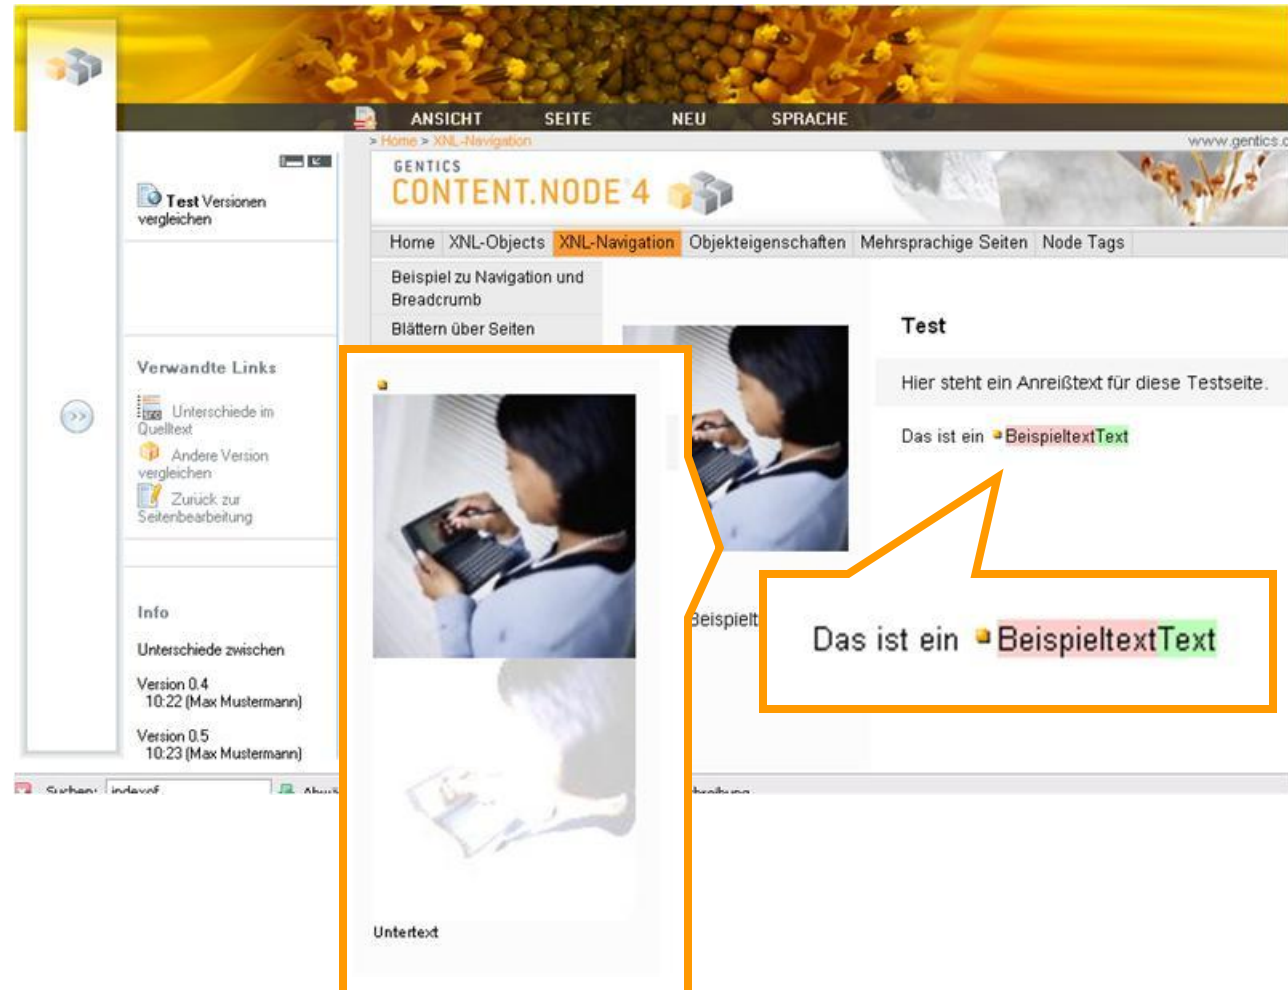 ANSICHT SEITE NEU SPRACHE
> Home > XNL-Navigation
www.gentics.c
GENTICS
CONTENT.NODE 4
Test Versionen
vergleichen
Home XNL-Objects XNL-Navigation Objekteigenschaften Mehrsprachige Seiten Node Tags
Beispiel zu Navigation und
Breadcrumb
Blättern über Seiten
Test
Hier steht ein Anreißtext für diese Testseite.
Das ist ein BeispieltextText
Verwandte Links
Unterschiede im
Quelltext
Andere Version
vergleichen
Zurück zur
Seitenbearbeitung
Info
Unterschiede zwischen
Version 0.4
10:22 (Max Mustermann)
Version 0.5
10:23 (Max Mustermann)
Beispielt
Das ist ein BeispieltextText
Suchen: indexof
Untertext